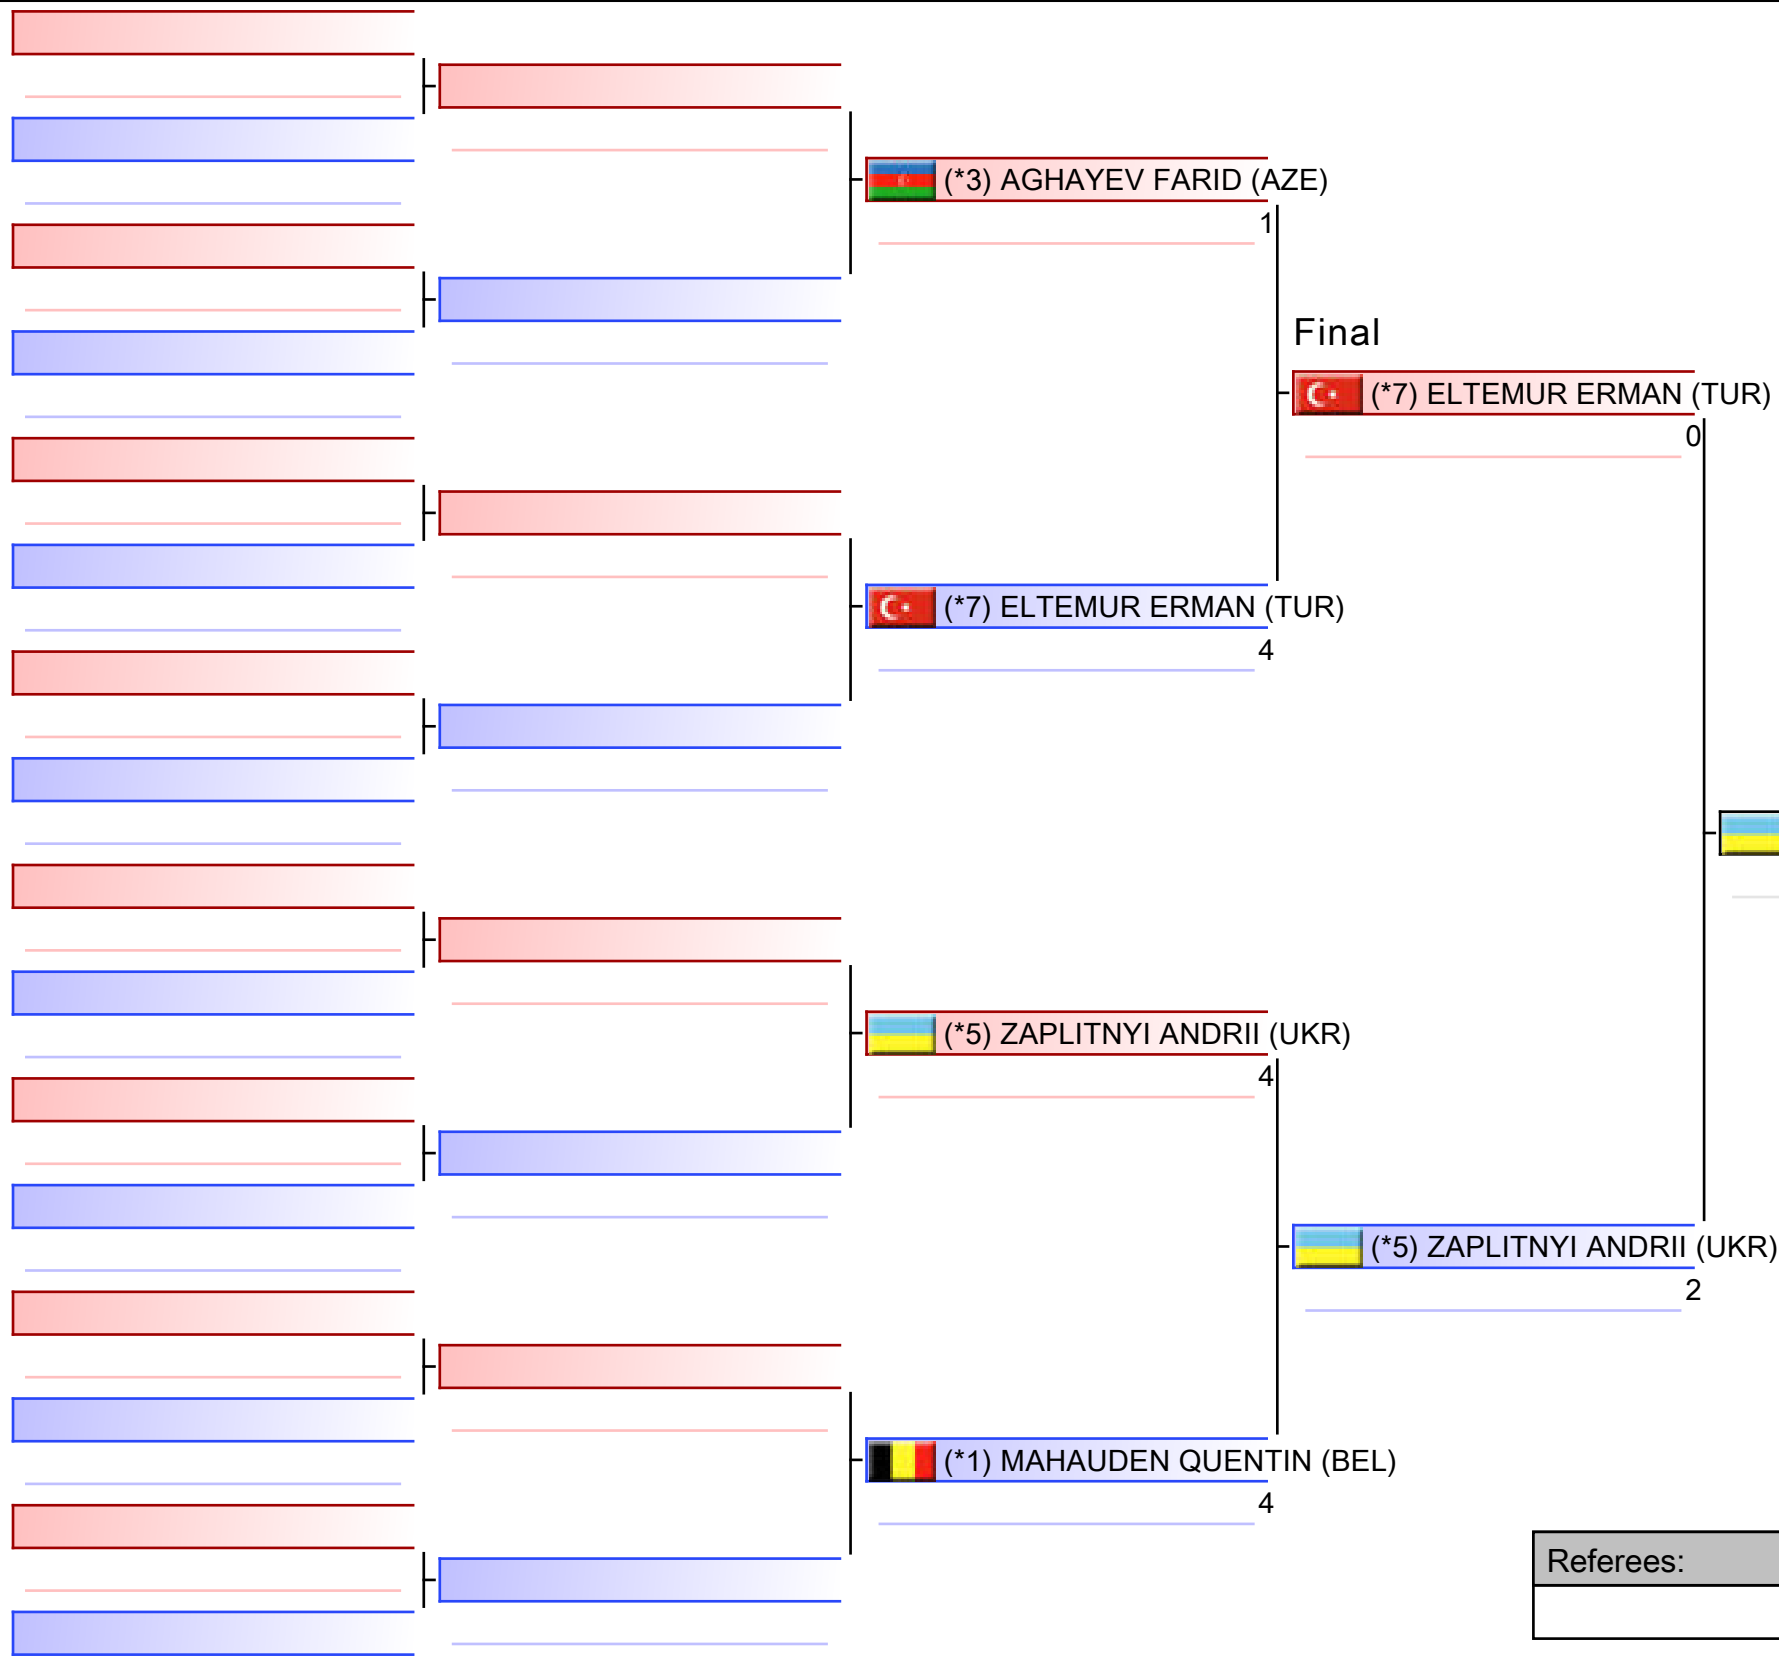 (*3) AGHAYEV FARID (AZE)
1
Final
(*7) ELTEMUR ERMAN (TUR)
0
(*7) ELTEMUR ERMAN (TUR)
4
(*5) ZAPLITNYI ANDRII (UKR)
4
(*5) ZAPLITNYI ANDRII (UKR)
2
(*1) MAHAUDEN QUENTIN (BEL)
4
Referees: